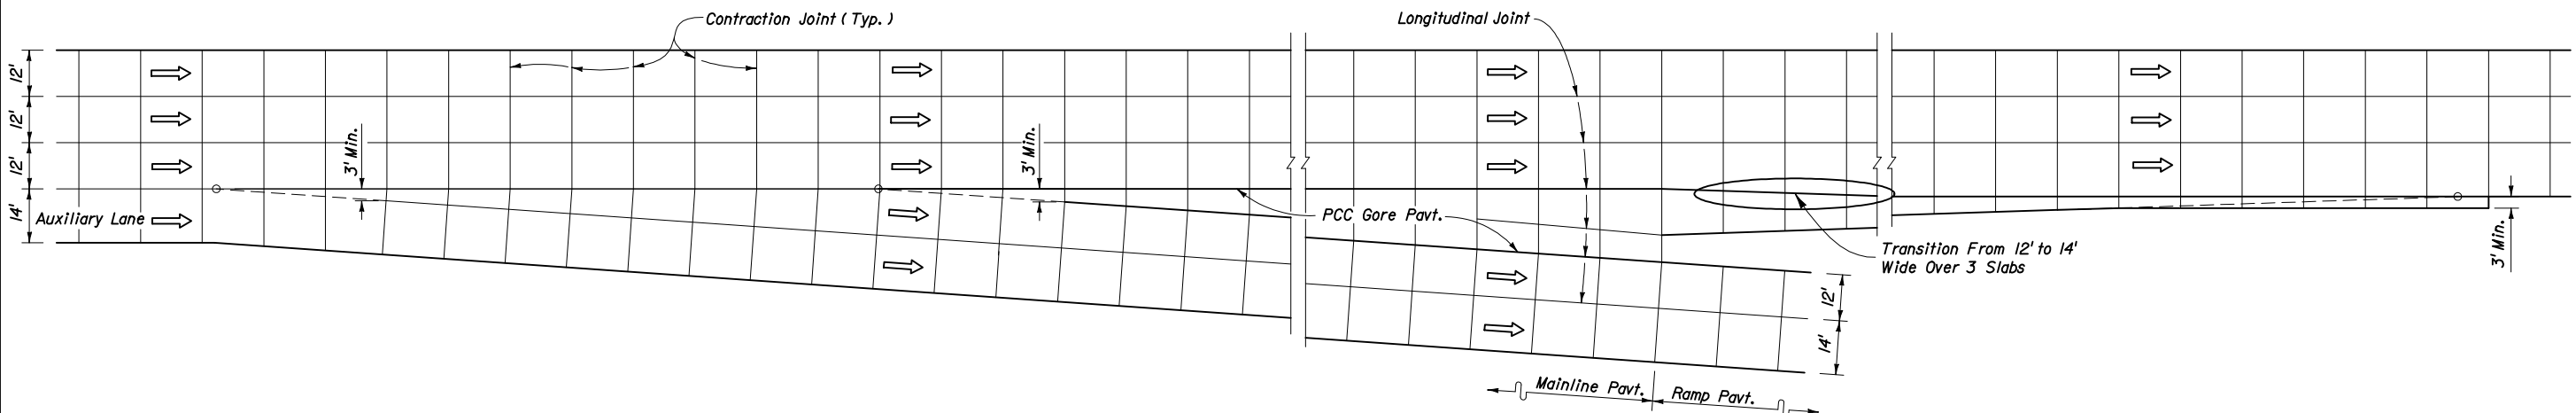 Contraction Joint ( Typ. )
Longitudinal Joint
12'
12'
12'
14'
3' Min.
3' Min.
Auxiliary Lane
PCC Gore Pavt.
Transition From 12' to 14'
Wide Over 3 Slabs
3' Min.
12'
14'
Mainline Pavt.
Ramp Pavt.